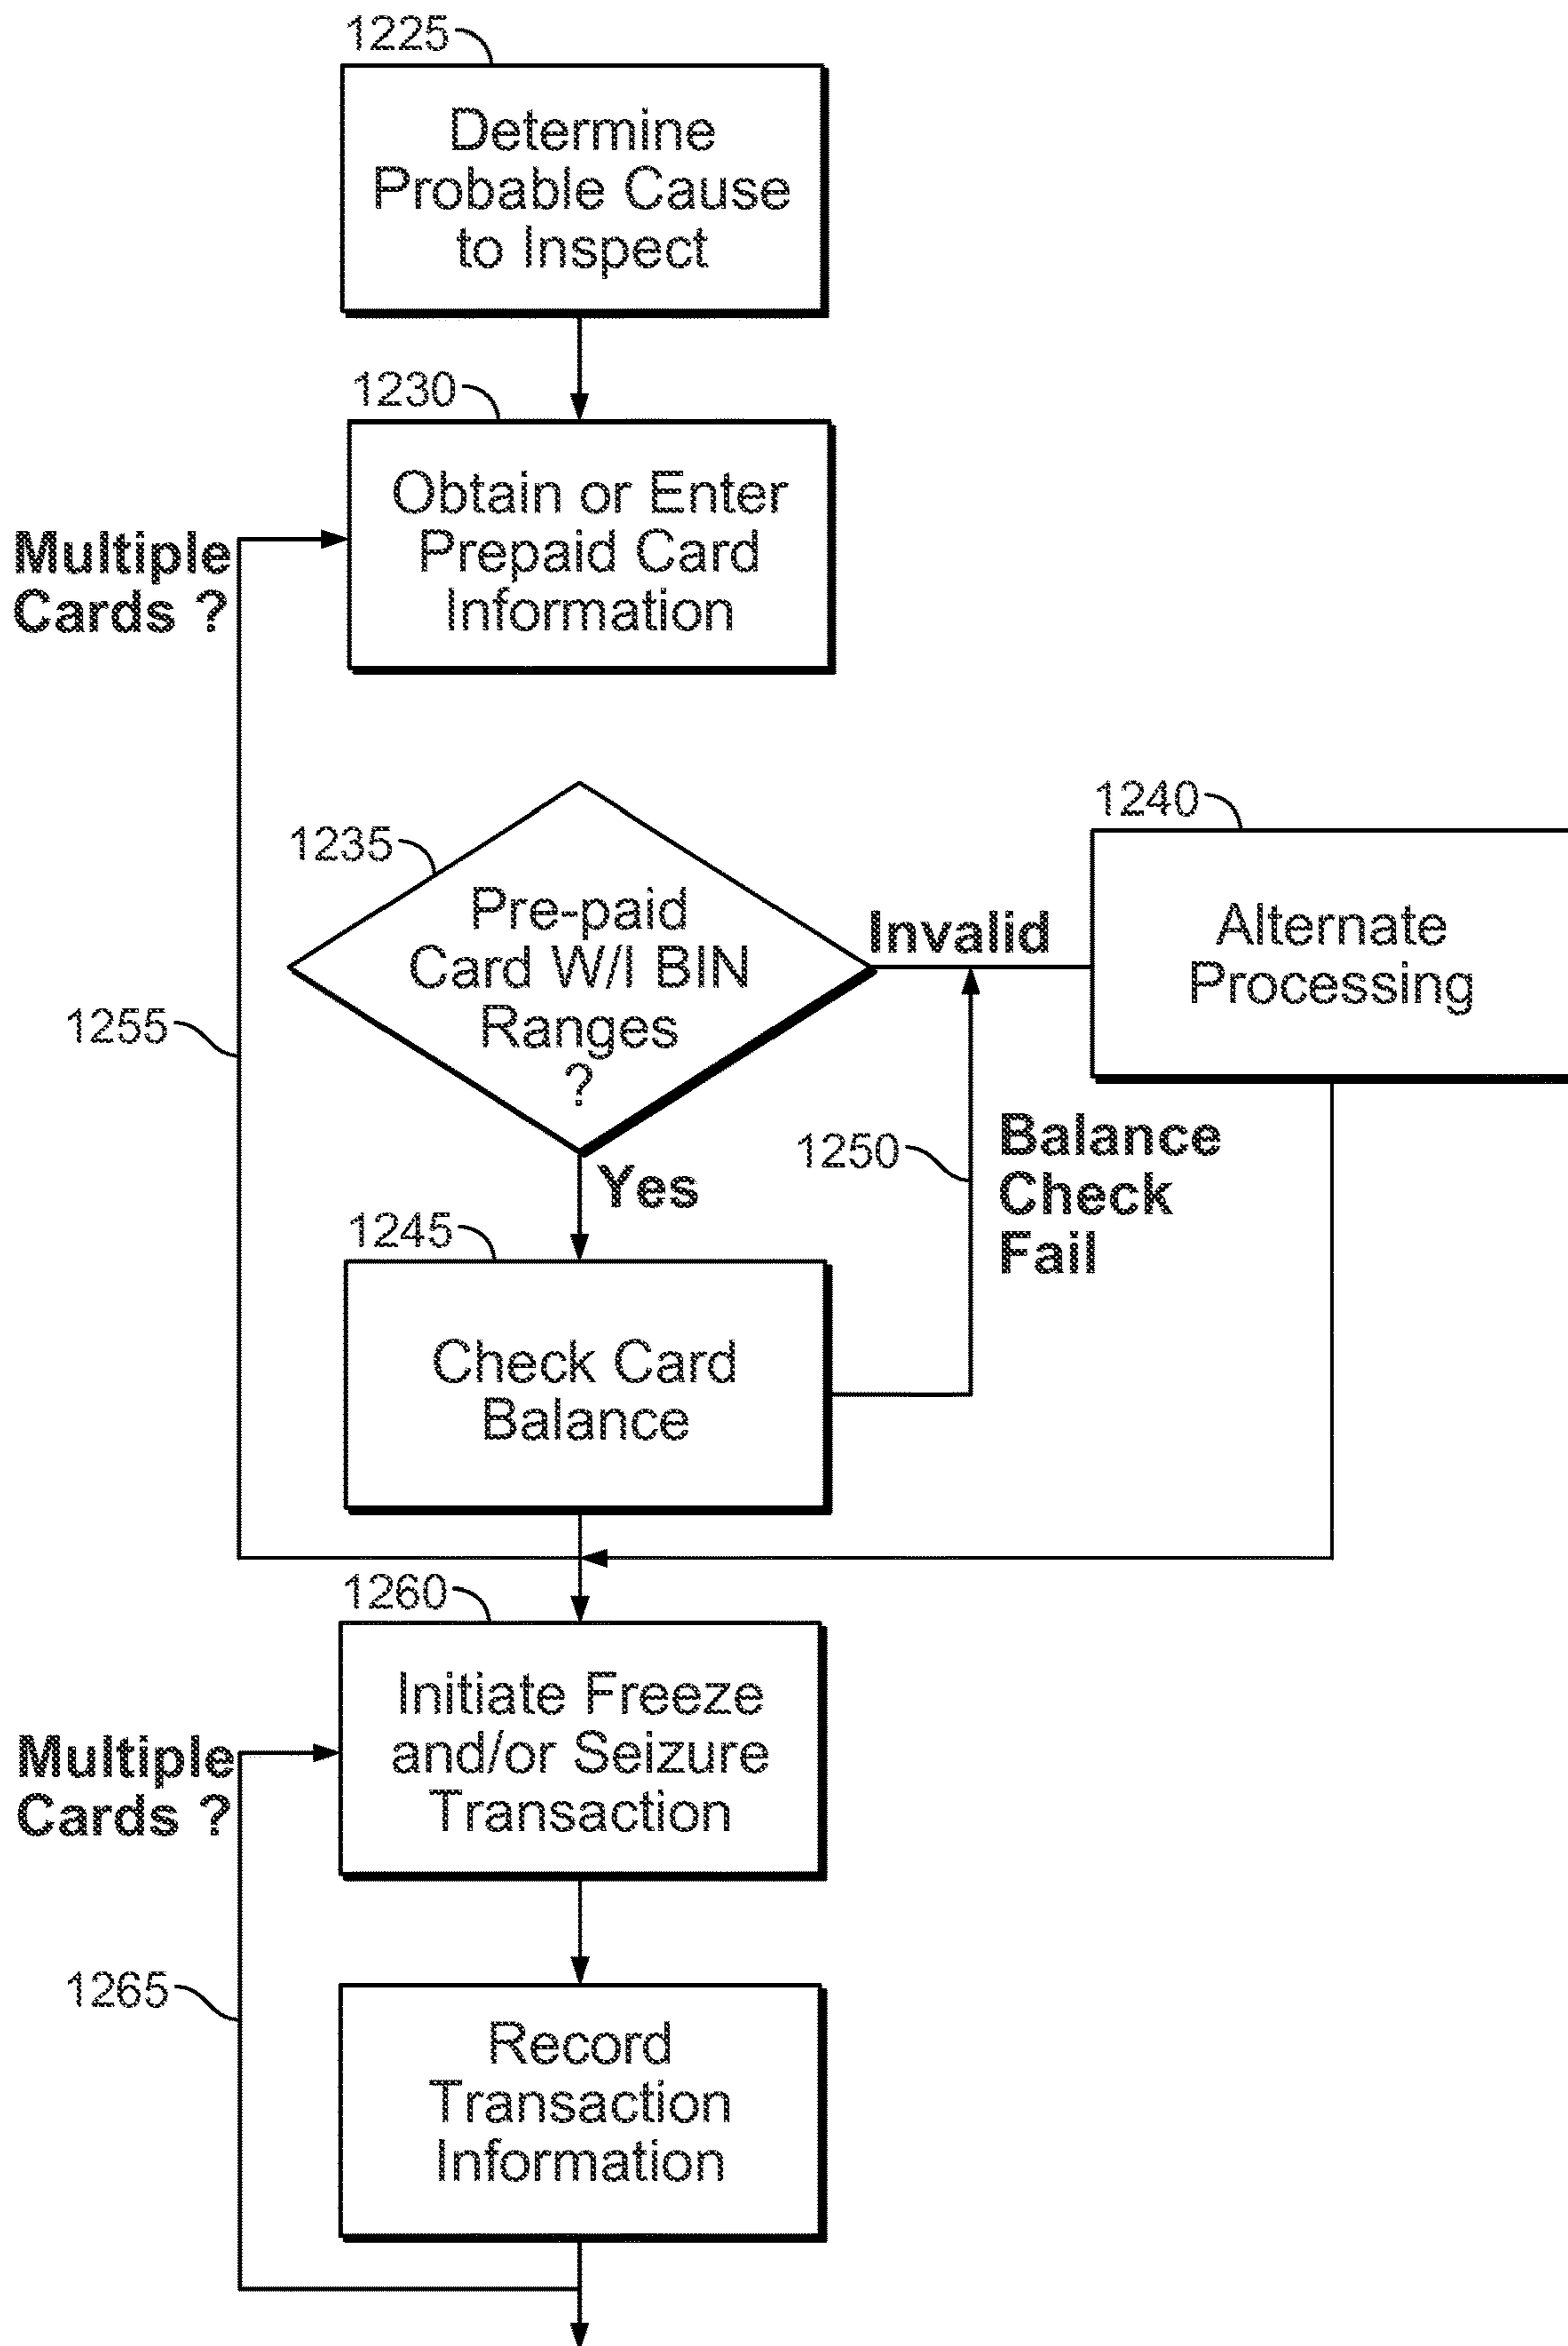 1225
Determine
Probable Cause
to Inspect
1230
Obtain or Enter
Prepaid Card
Information
Multiple
Cards ?
1235
Pre-paid
Card W/I BIN
Ranges
?
Invalid
1240
Alternate
Processing
1255
Yes
1250
Balance
Check
Fail
1245
Check Card
Balance
1260
Initiate Freeze
and/or Seizure
Transaction
Multiple
Cards ?
1265
Record
Transaction
Information